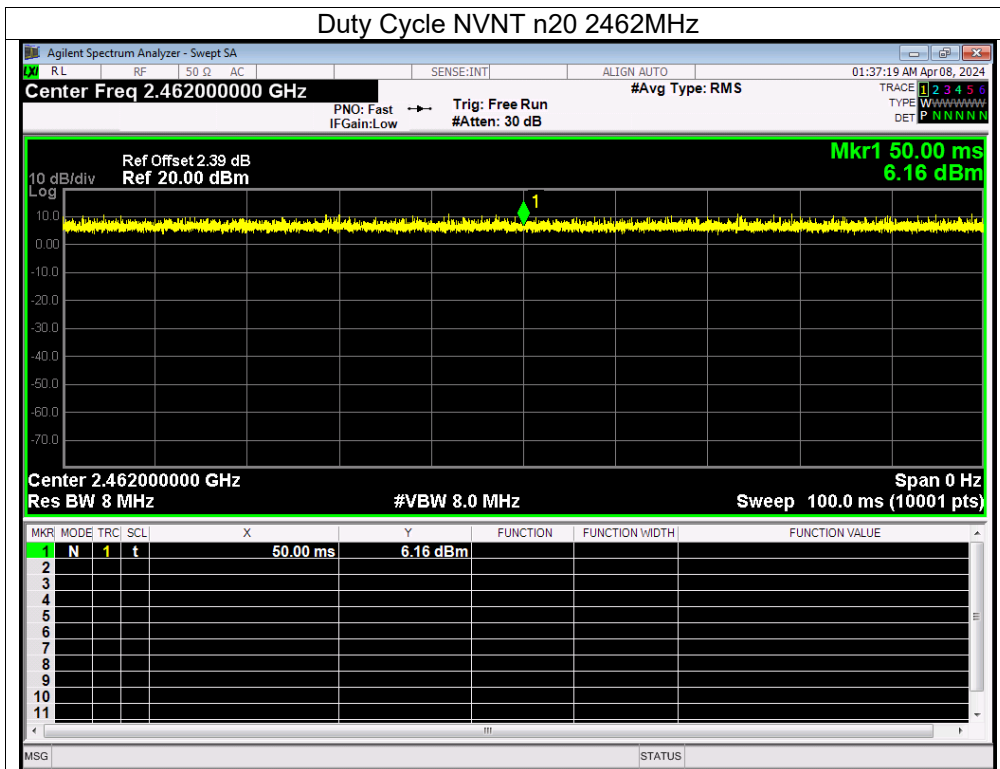 Duty Cycle NVNT n20 2462MHz
Agilent Spectrum Analyzer - Swept SA
LXI RL RF 50 Ω AC SENSE:INT ALIGN AUTO 01:37:19 AM Apr 08, 2024
Center Freq 2.462000000 GHz #Avg Type: RMS TRACE 1 2 3 4 5 6
PNO: Fast Trig: Free Run TYPE WWWWWWW
IFGain:Low #Atten: 30 dB DET P N N N N N
Mkr1 50.00 ms
Ref Offset 2.39 dB 6.16 dBm
10 dB/div Ref 20.00 dBm
Log
1
10.0
0.00
-10.0
-20.0
-30.0
-40.0
-50.0
-60.0
-70.0
Center 2.462000000 GHz Span 0 Hz
Res BW 8 MHz #VBW 8.0 MHz Sweep 100.0 ms (10001 pts)
MKR MODE TRC SCL X Y FUNCTION FUNCTION WIDTH FUNCTION VALUE
1 N 1 t 50.00 ms 6.16 dBm
2
3
4
5
6
7
8
9
10
11
MSG STATUS